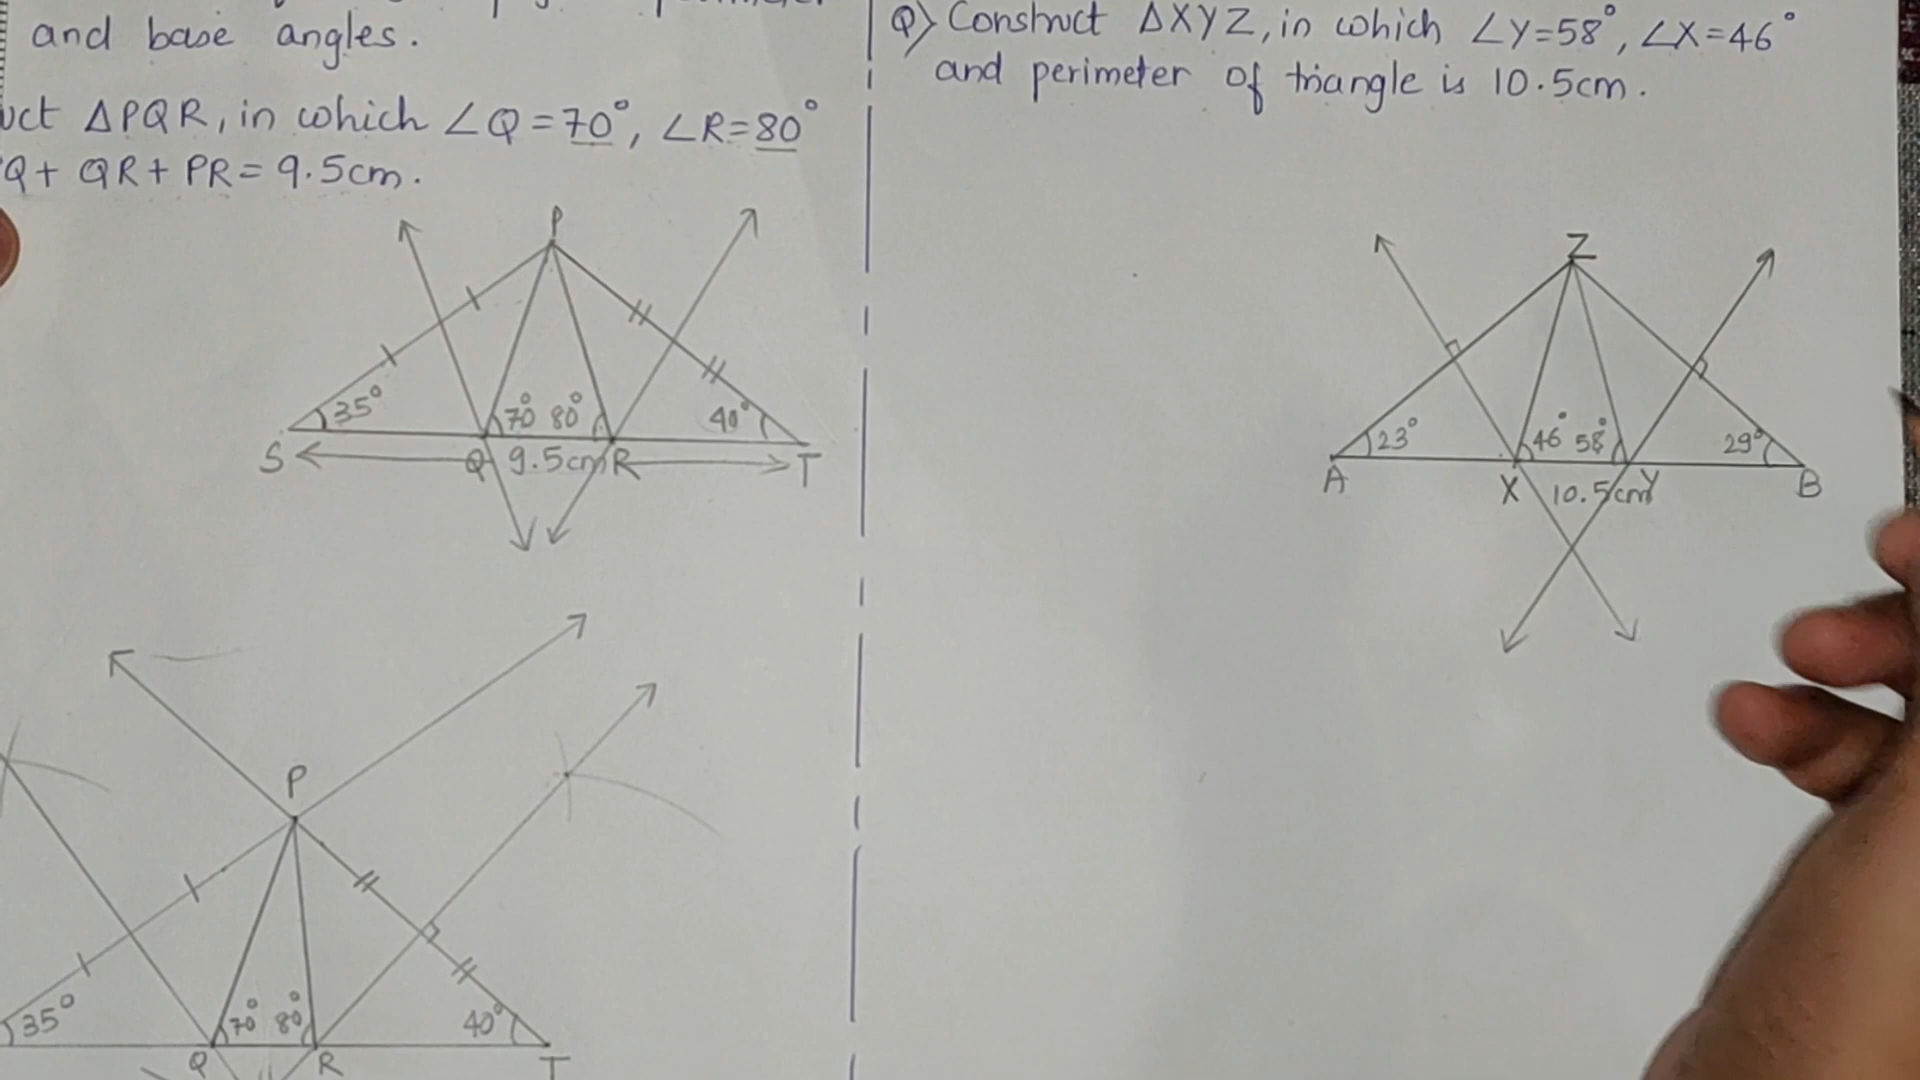 and base angles.
ΔPQR, in which ∠Q = 70°, ∠R = 80°
Q + QR + PR = 9.5cm.
P
35°
70° 80°
40°
S
Q
9.5cm
R
T
P
35°
70° 80°
40°
Q
R
T
Q) Construct ΔXYZ, in which ∠Y=58°, ∠X=46°
and perimeter of triangle is 10.5cm.
Z
23°
46° 58°
29°
A
X
10.5cm
Y
B